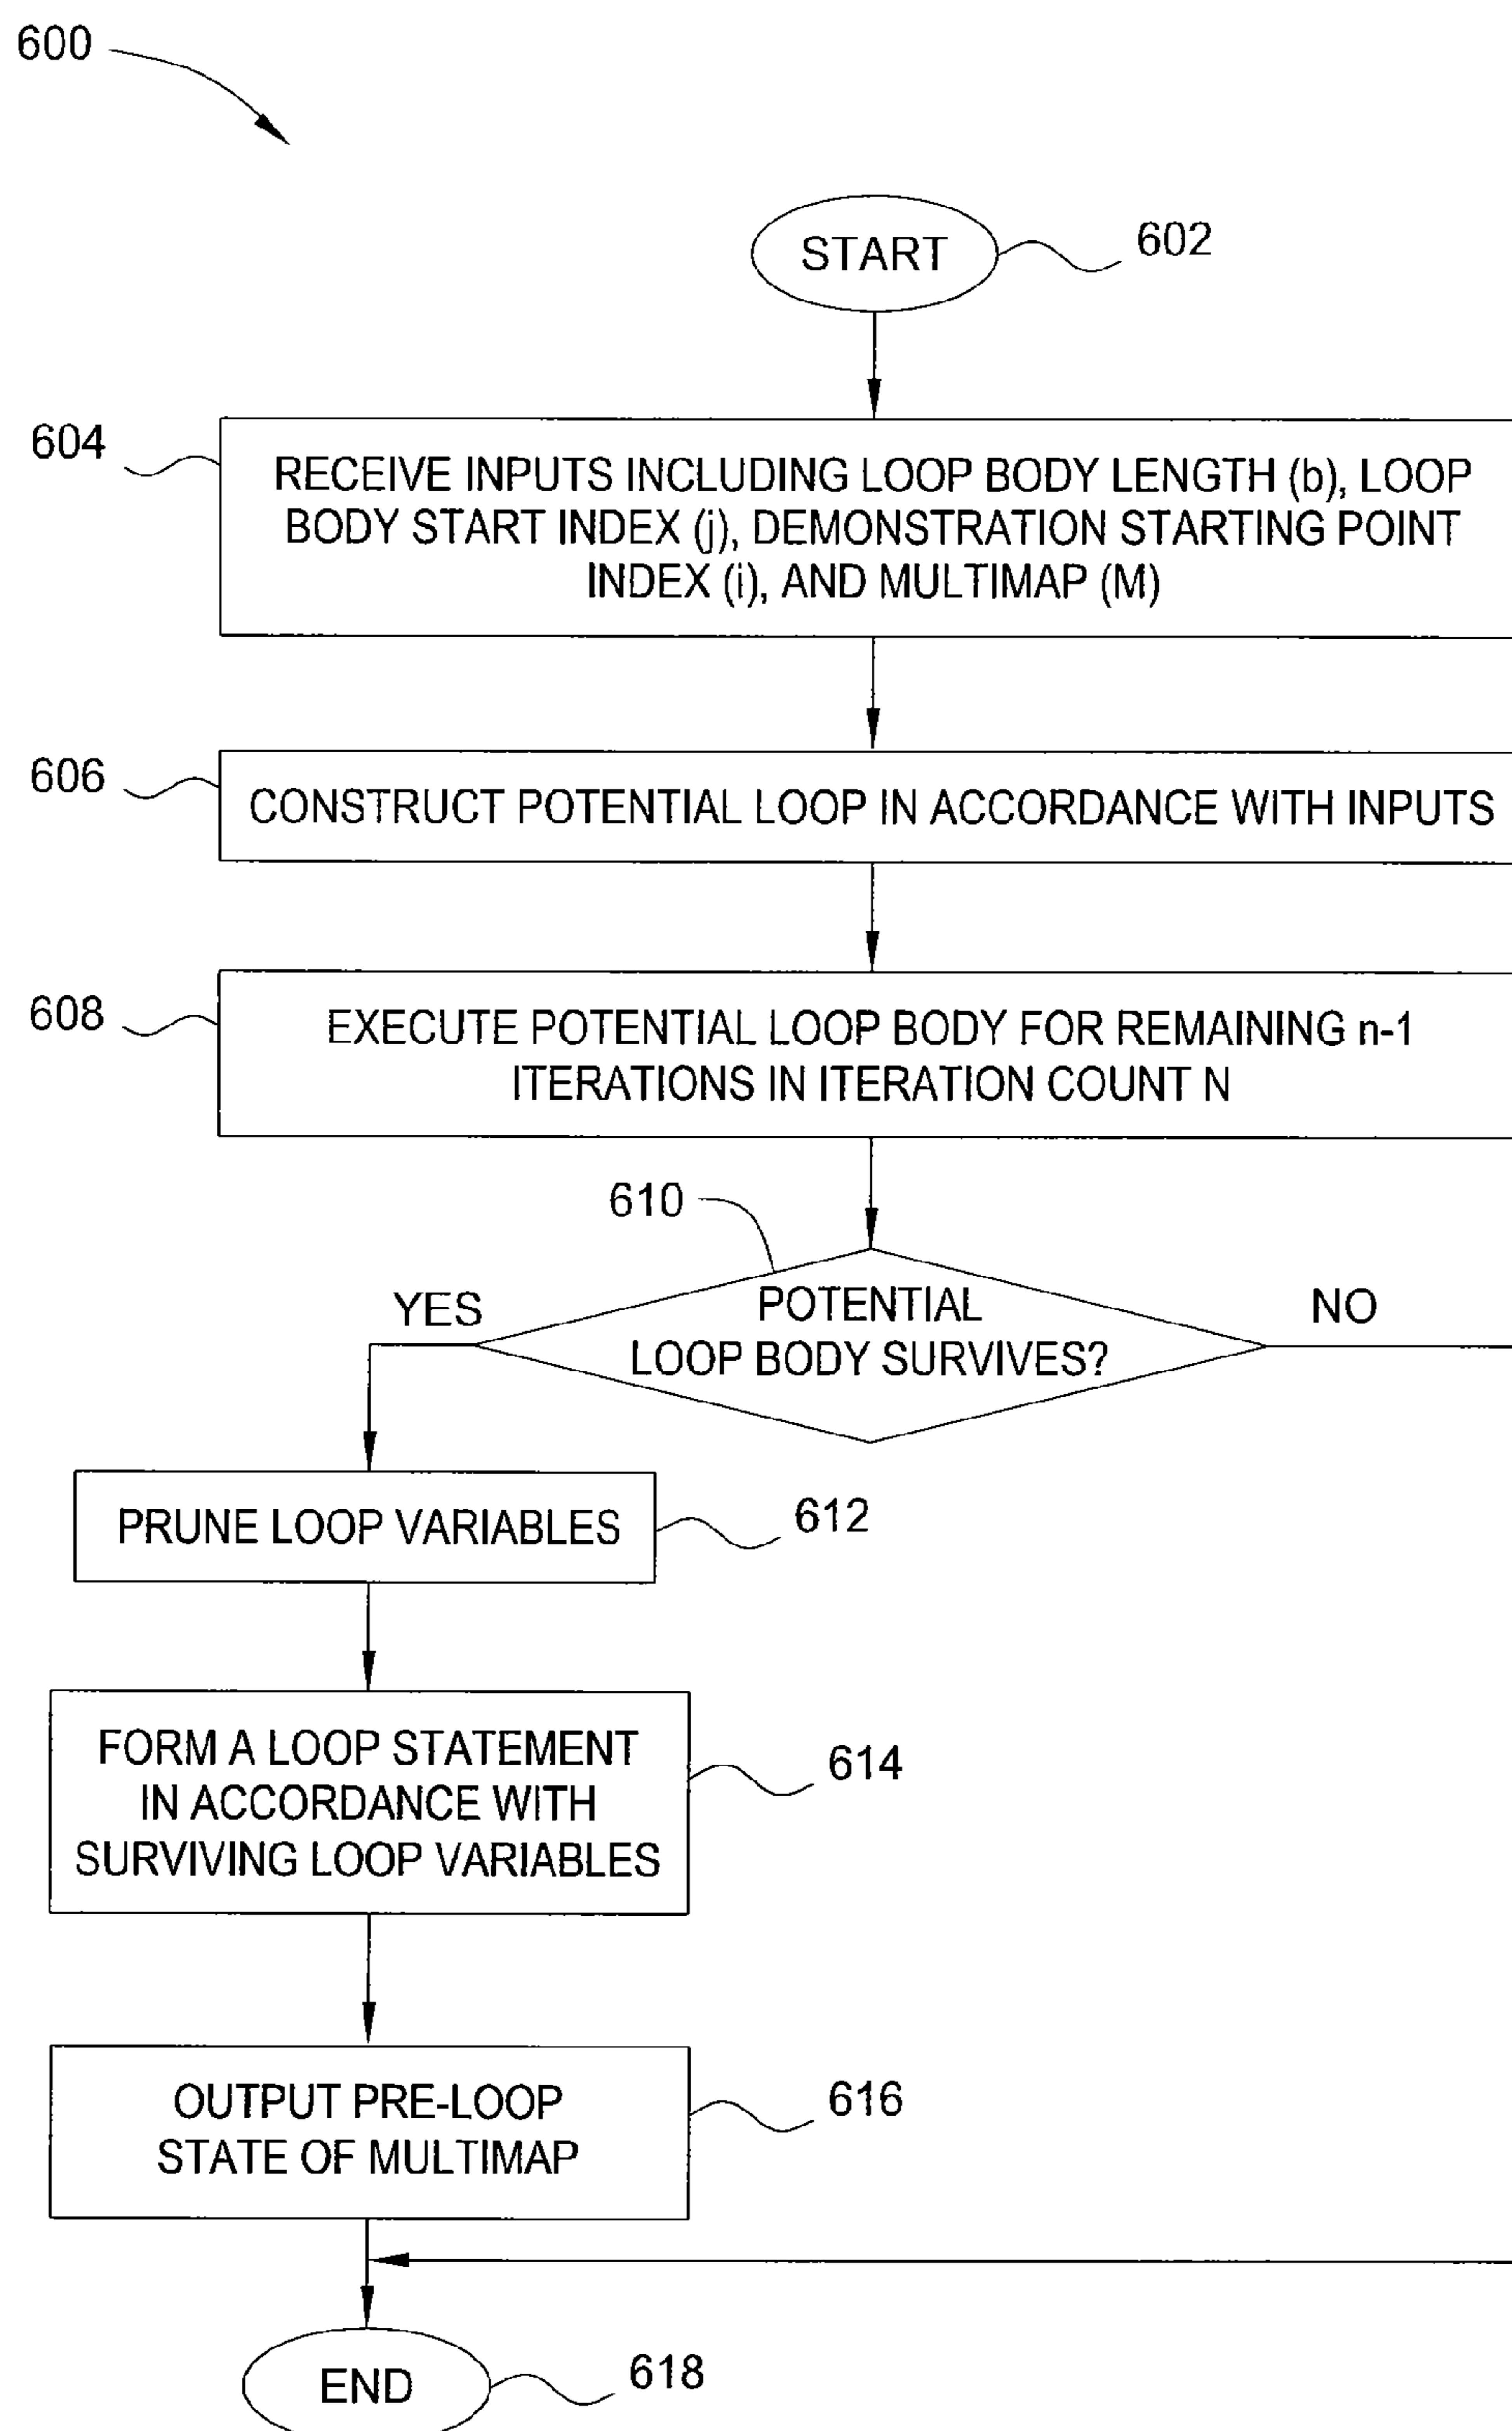 600
START
602
604
RECEIVE INPUTS INCLUDING LOOP BODY LENGTH (b), LOOP
BODY START INDEX (j), DEMONSTRATION STARTING POINT
INDEX (i), AND MULTIMAP (M)
606
CONSTRUCT POTENTIAL LOOP IN ACCORDANCE WITH INPUTS
608
EXECUTE POTENTIAL LOOP BODY FOR REMAINING n-1
ITERATIONS IN ITERATION COUNT N
610
YES
POTENTIAL
LOOP BODY SURVIVES?
NO
PRUNE LOOP VARIABLES
612
FORM A LOOP STATEMENT
IN ACCORDANCE WITH
SURVIVING LOOP VARIABLES
614
OUTPUT PRE-LOOP
STATE OF MULTIMAP
616
END
618